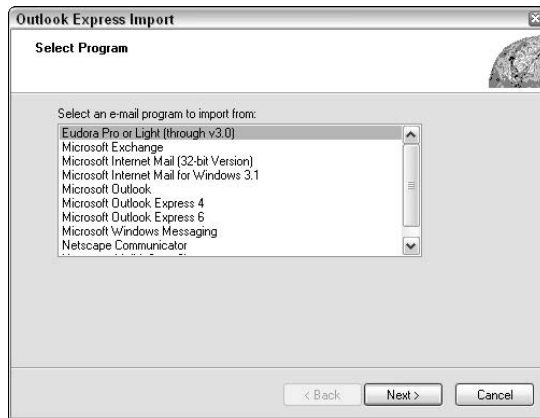 Outlook Express Import
Select Program
Select an e-mail program to import from:
Eudora Pro or Light (through v3.0)
Microsoft Exchange
Microsoft Internet Mail (32-bit Version)
Microsoft Internet Mail for Windows 3.1
Microsoft Outlook
Microsoft Outlook Express 4
Microsoft Outlook Express 6
Microsoft Windows Messaging
Netscape Communicator
< Back
Next >
Cancel